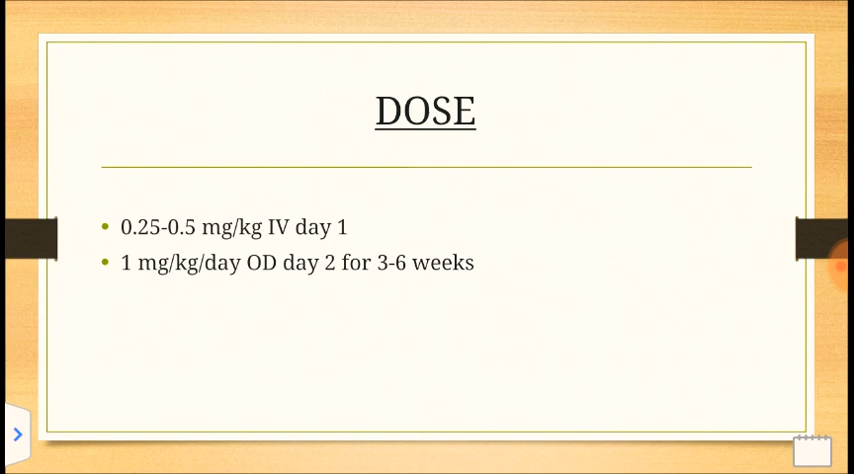 DOSE
0.25-0.5 mg/kg IV day 1
1 mg/kg/day OD day 2 for 3-6 weeks